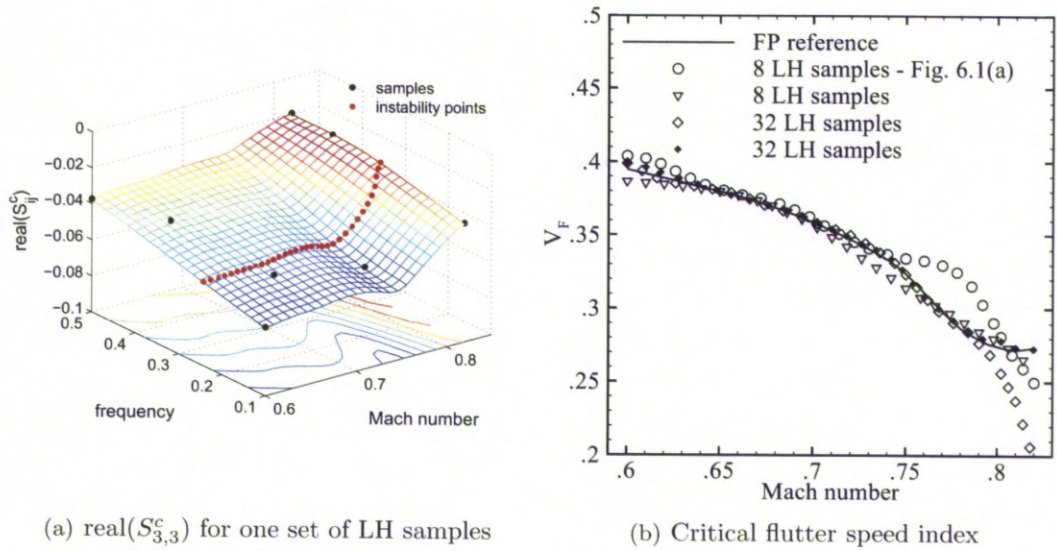 samples
instability points
0
−0.02
−0.04
−0.06
−0.08
−0.1
real(S^c_ij)
0.5
0.4
0.3
0.2
0.1
frequency
0.6
0.7
0.8
Mach number
(a) real(S^c_{3,3}) for one set of LH samples
.5
.45
.4
.35
.3
.25
.2
V_F
FP reference
8 LH samples - Fig. 6.1(a)
8 LH samples
32 LH samples
32 LH samples
.6
.65
.7
.75
.8
Mach number
(b) Critical flutter speed index